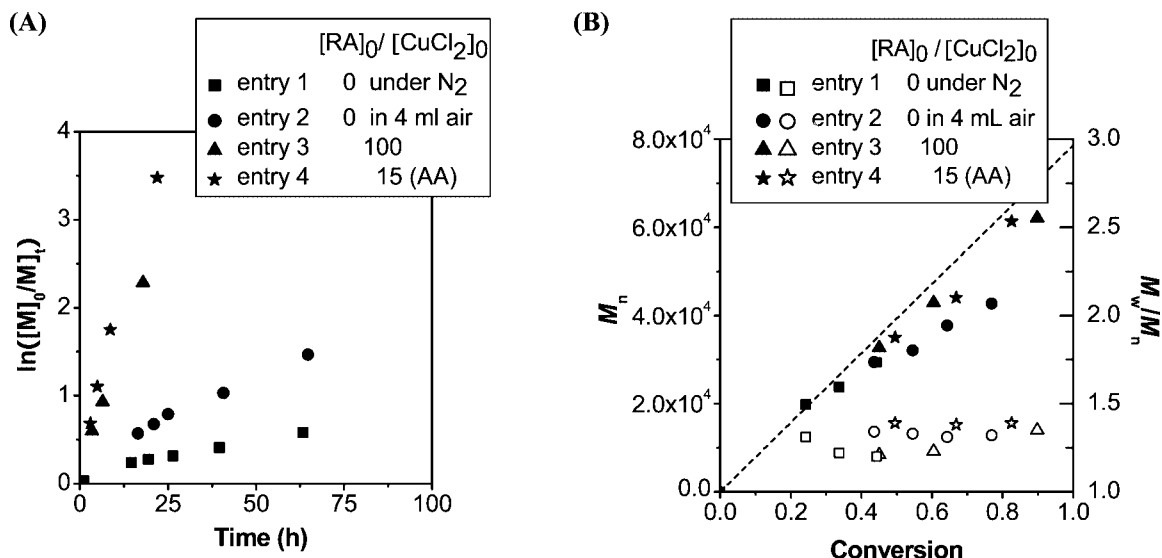 (A)
[RA]0/ [CuCl2]0
entry 1 0 under N2
entry 2 0 in 4 ml air
entry 3 100
entry 4 15 (AA)
4
3
2
1
0
0 25 50 75 100
ln([M]0/M]t)
Time (h)
(B)
[RA]0 / [CuCl2]0
entry 1 0 under N2
entry 2 0 in 4 mL air
entry 3 100
entry 4 15 (AA)
8.0x10^4
6.0x10^4
4.0x10^4
2.0x10^4
0.0
Mn
0.0 0.2 0.4 0.6 0.8 1.0
Conversion
3.0
2.5
2.0
1.5
1.0
Mw/Mn